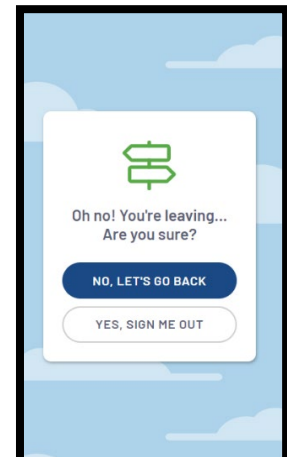 Oh no! You're leaving...
Are you sure?
NO, LET'S GO BACK
YES, SIGN ME OUT